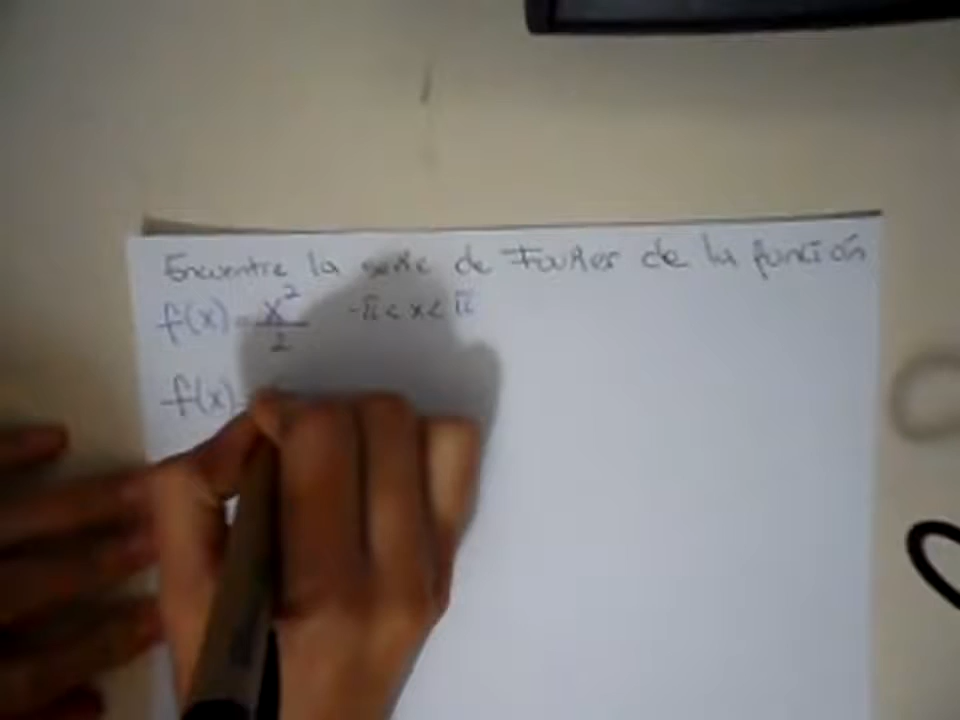 Encuentre la serie de Fourier de la función
f(x) = x²/2 -π < x < π
f(x) =